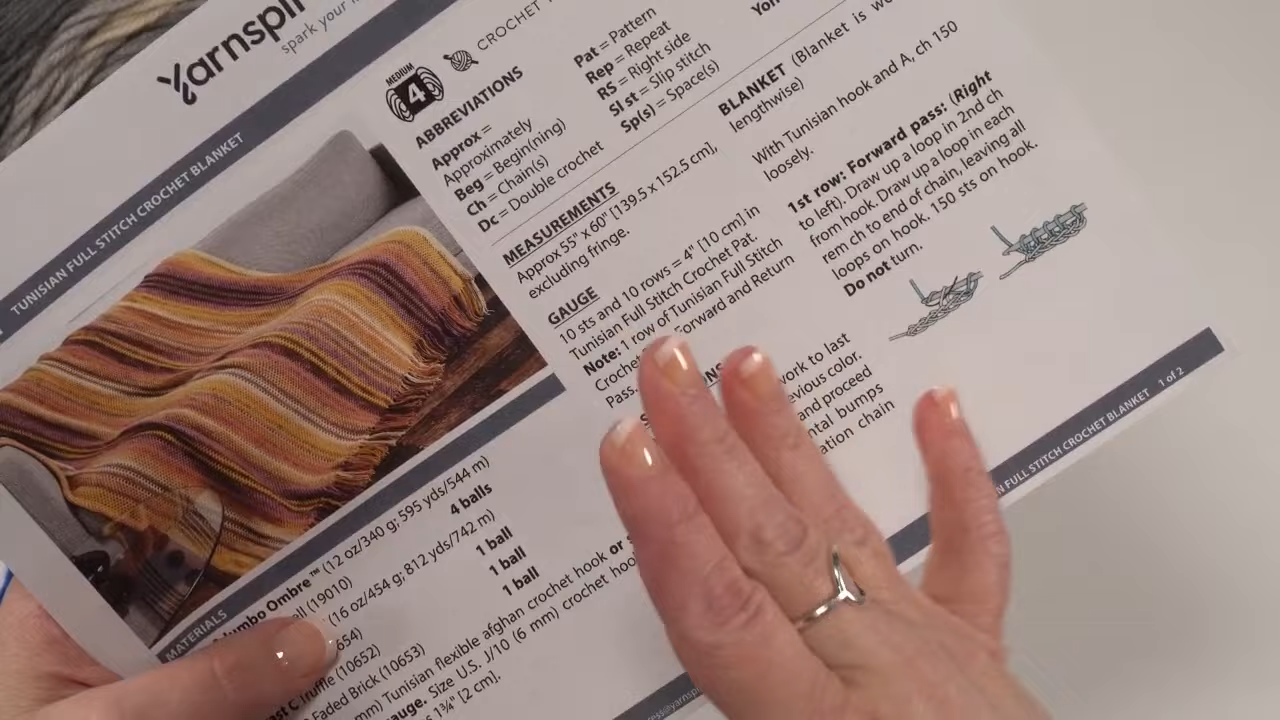 Yarnspi
spark your
CROCHET
TUNISIAN FULL STITCH CROCHET BLANKET
MEDIUM
4
ABBREVIATIONS
Approx =
Approximately
Beg = Begin(ning)
Ch = Chain(s)
Dc = Double crochet
Pat = Pattern
Rep = Repeat
RS = Right side
Sl st = Slip stitch
Sp(s) = Space(s)
MEASUREMENTS
Approx 55" x 60" [139.5 x 152.5 cm],
excluding fringe.
GAUGE
10 sts and 10 rows = 4" [10 cm] in
Tunisian Full Stitch Crochet Pat.
Note: 1 row of Tunisian Full Stitch
Crochet Forward and Return
Pass.
work to last
evious color.
and proceed
ntal bumps
ation chain
BLANKET (Blanket is wo
lengthwise)
With Tunisian hook and A, ch 150
loosely.
1st row: Forward pass: (Right
to left). Draw up a loop in 2nd ch
from hook. Draw up a loop in each
rem ch to end of chain, leaving all
loops on hook. 150 sts on hook.
Do not turn.
MATERIALS
Jumbo Ombre™ (12 oz/340 g; 595 yds/544 m)
ell (19010) 4 balls
(16 oz/454 g; 812 yds/742 m)
654) 1 ball
C Truffle (10652) 1 ball
Faded Brick (10653) 1 ball
mm) Tunisian flexible afghan crochet hook or
auge. Size U.S. J/10 (6 mm) crochet hoo
1¾" [2 cm].
N FULL STITCH CROCHET BLANKET 1 of 2